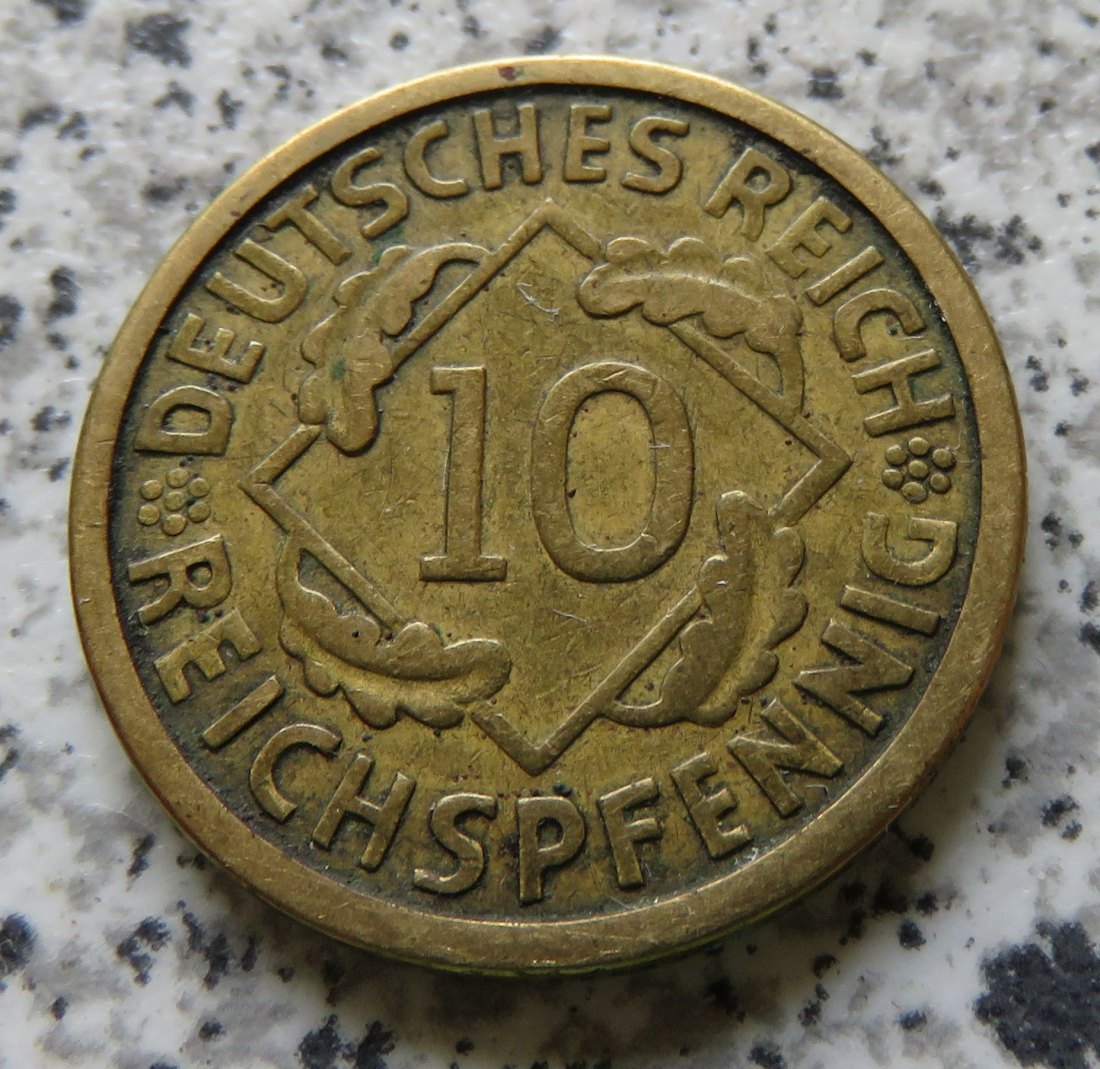 DEUTSCHES REICH
10
REICHSPFENNIG